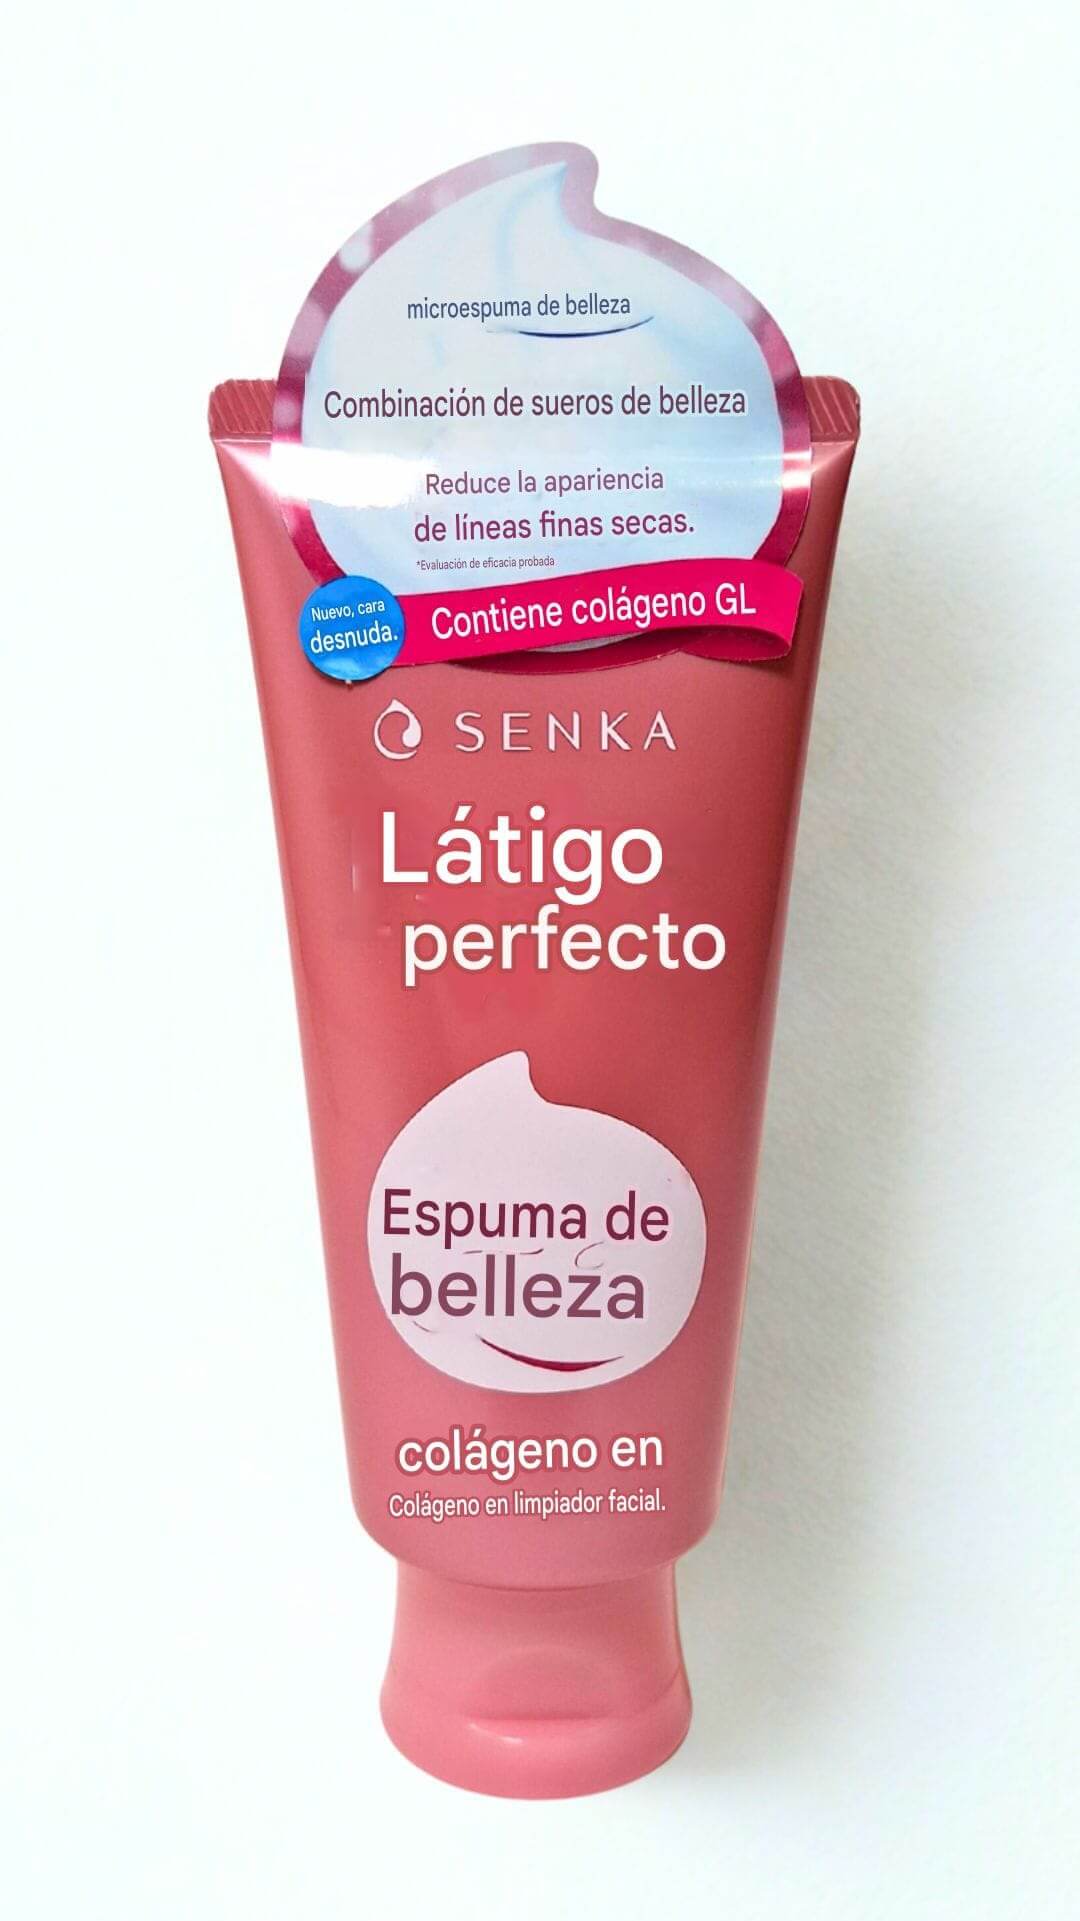 microespuma de belleza
Combinación de sueros de belleza
Reduce la apariencia
de líneas finas secas.
*Evaluación de eficacia probada
Nuevo, cara
desnuda.
Contiene colágeno GL
SENKA
Látigo
perfecto
Espuma de
belleza
colágeno en
Colágeno en limpiador facial.